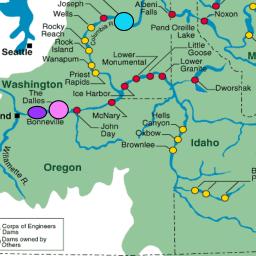 Joseph
Wells
Rocky
Reach
Rock
Island
Wanapum
Priest
Rapids
Columbia R
Albeni
Falls
Noxon
Pend Oreille
Lake
Little
Goose
Lower
Monumental
Lower
Granite
Dworshak
Seattle
Washington
The
Dalles
Ice Harbor
Bonneville
McNary
John
Day
Hells
Canyon
Oxbow
Brownlee
Idaho
Willamette R.
Oregon
Corps of Engineers
Dams
Dams owned by
Others